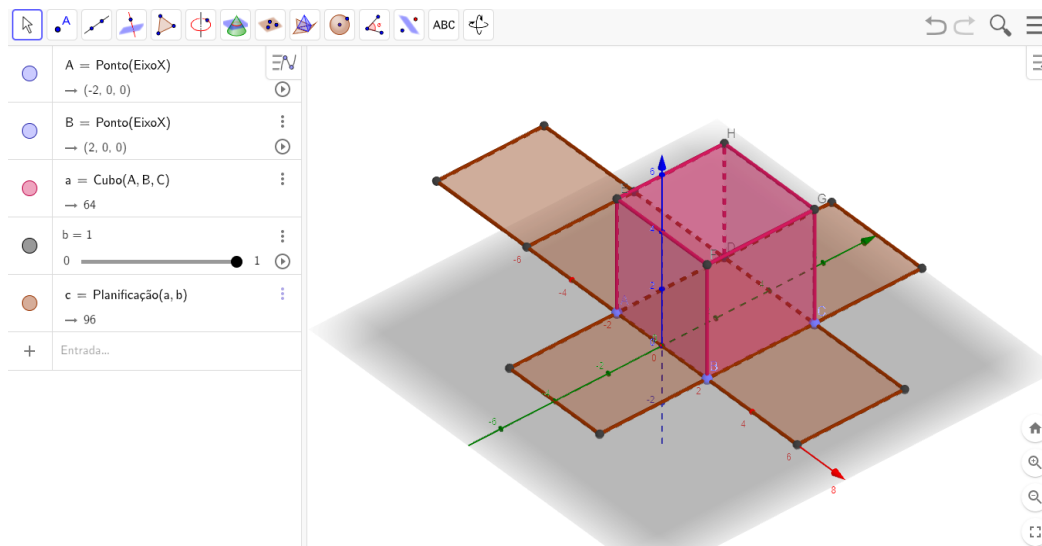 A
ABC
A = Ponto(EixoX)
→ (-2, 0, 0)
B = Ponto(EixoX)
→ (2, 0, 0)
a = Cubo(A, B, C)
→ 64
b = 1
0
1
c = Planificação(a, b)
→ 96
+
Entrada...
H
6
G
D
-6
-4
-2
0
-2
2
4
6
-6
8